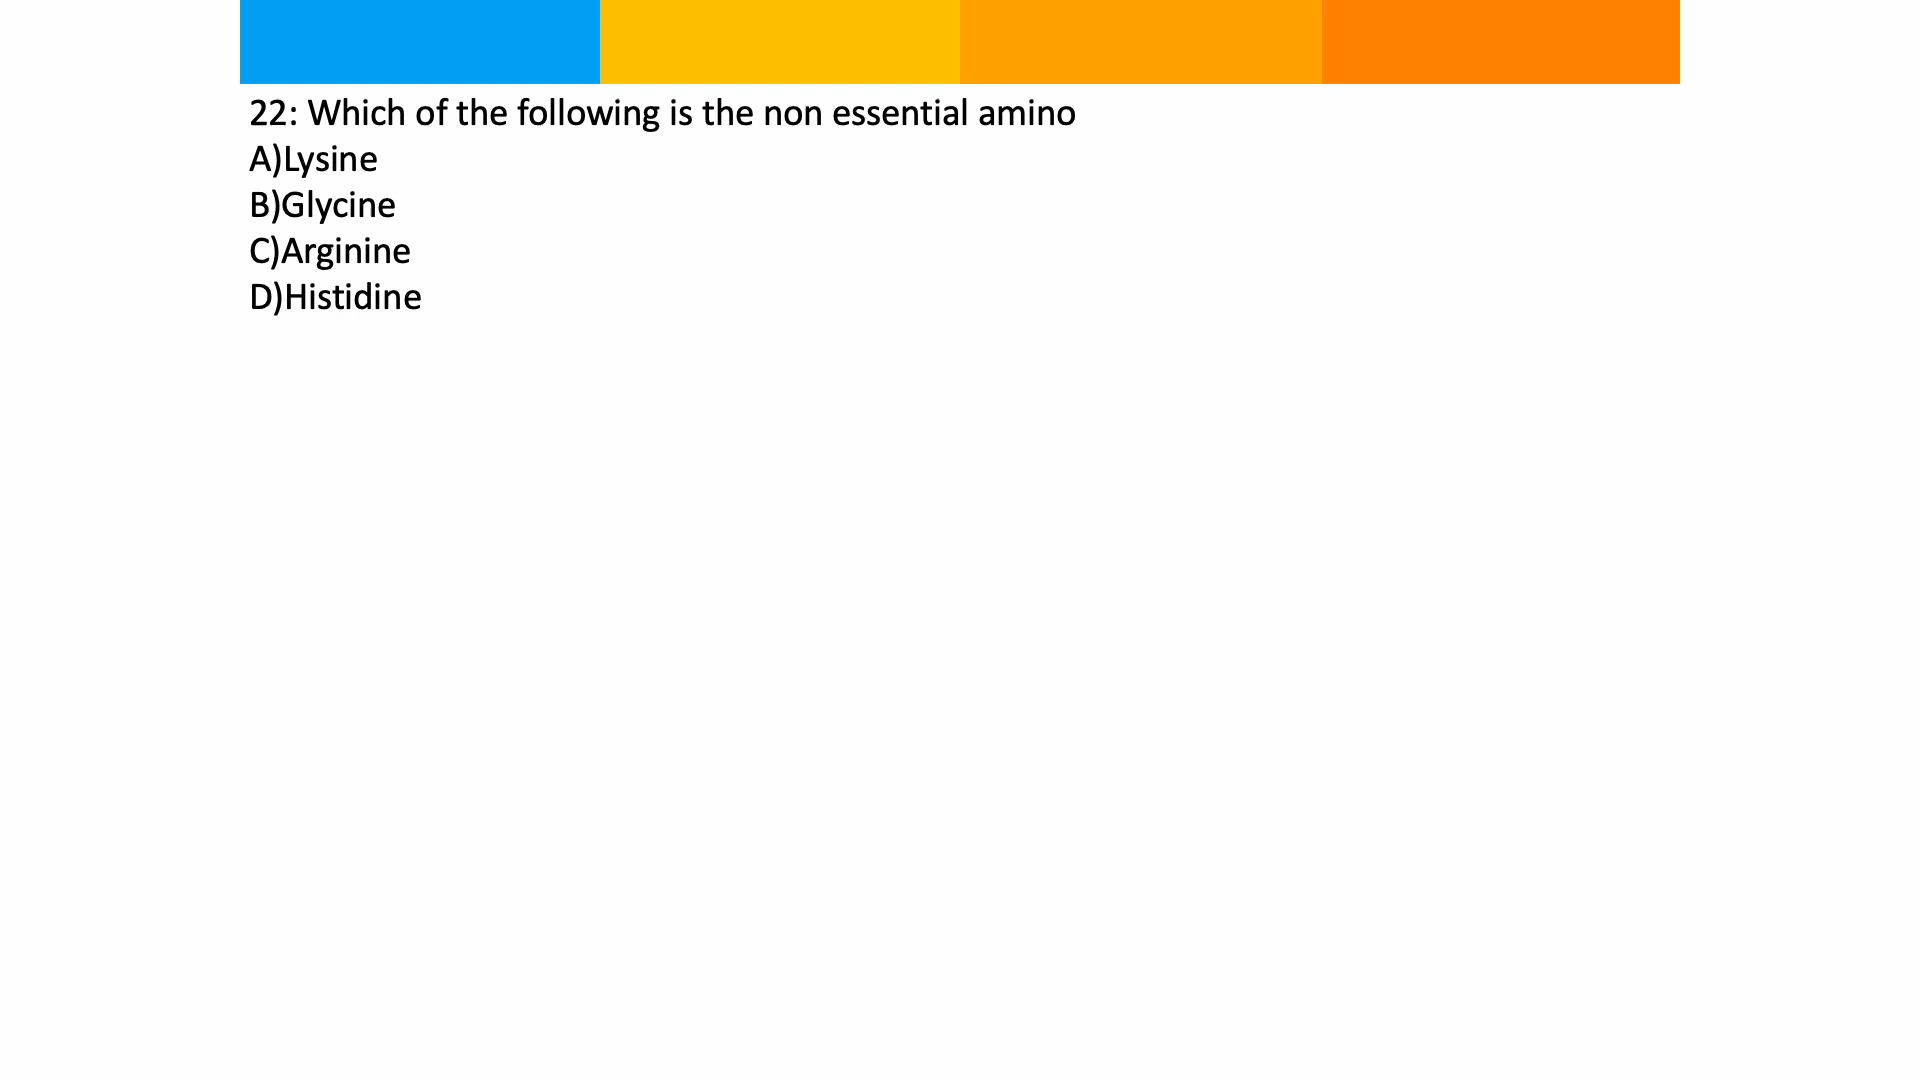 22: Which of the following is the non essential amino
A)Lysine
B)Glycine
C)Arginine
D)Histidine